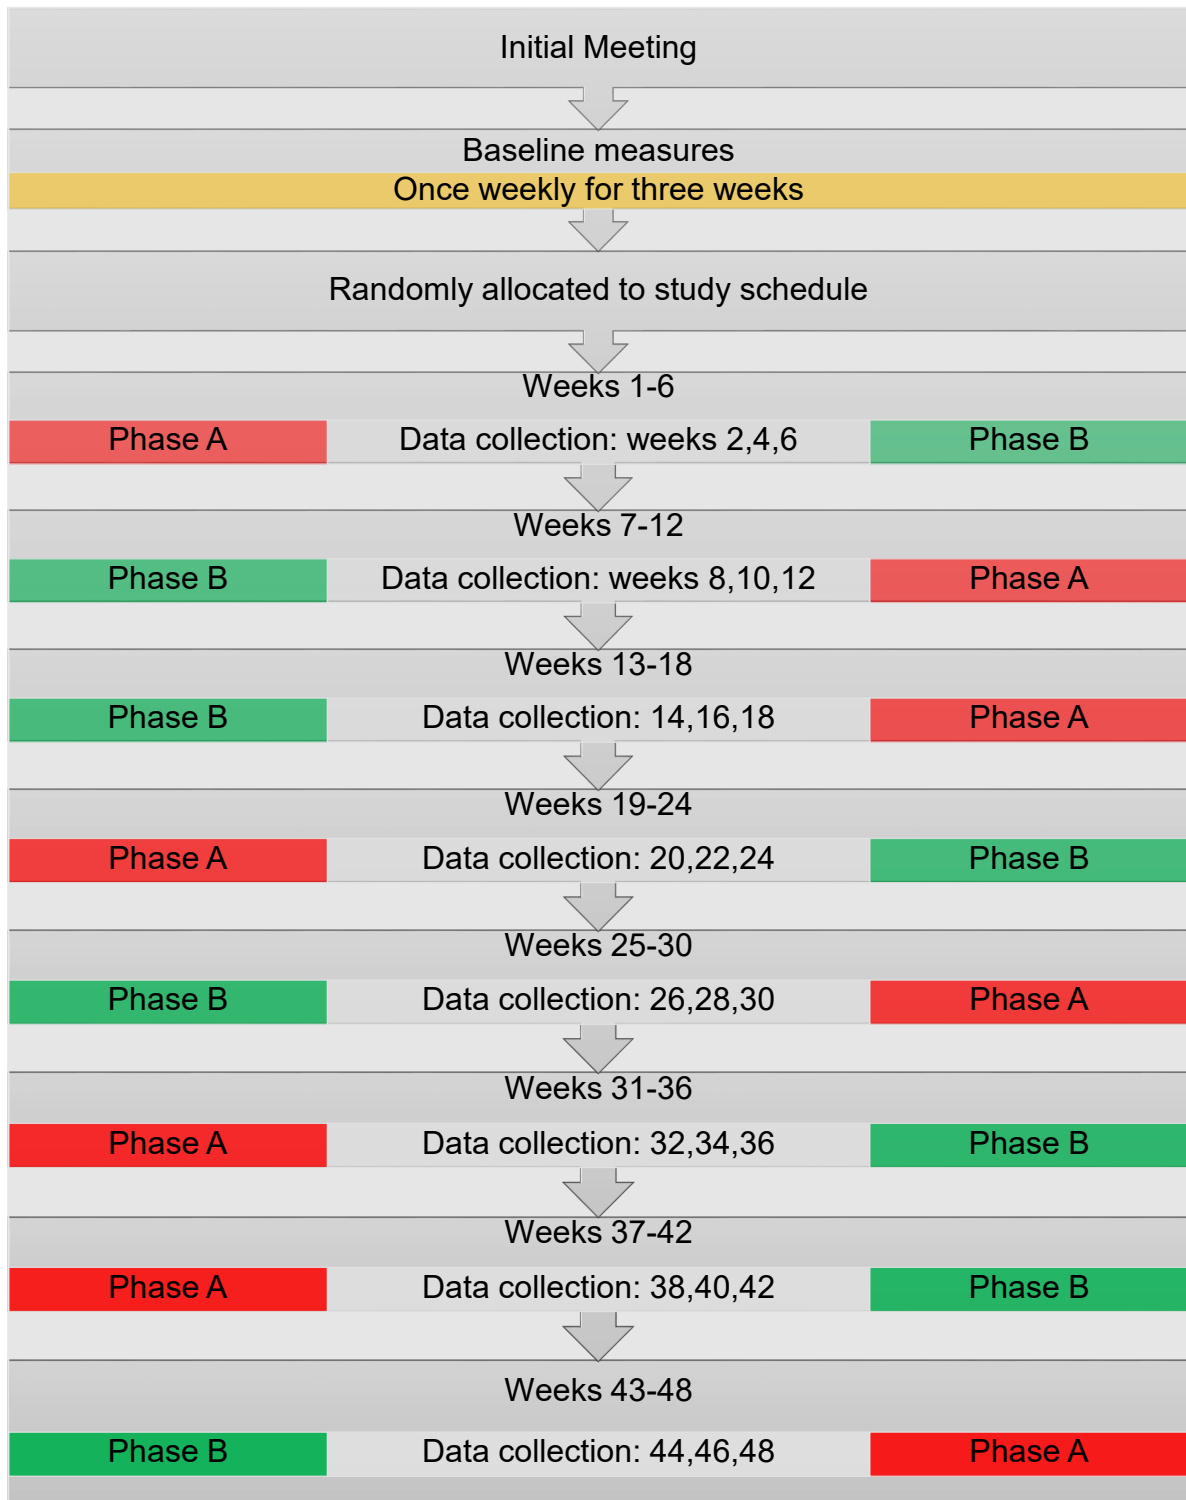 Initial Meeting
Baseline measures
Once weekly for three weeks
Randomly allocated to study schedule
Weeks 1-6
Phase A Data collection: weeks 2,4,6 Phase B
Weeks 7-12
Phase B Data collection: weeks 8,10,12 Phase A
Weeks 13-18
Phase B Data collection: 14,16,18 Phase A
Weeks 19-24
Phase A Data collection: 20,22,24 Phase B
Weeks 25-30
Phase B Data collection: 26,28,30 Phase A
Weeks 31-36
Phase A Data collection: 32,34,36 Phase B
Weeks 37-42
Phase A Data collection: 38,40,42 Phase B
Weeks 43-48
Phase B Data collection: 44,46,48 Phase A